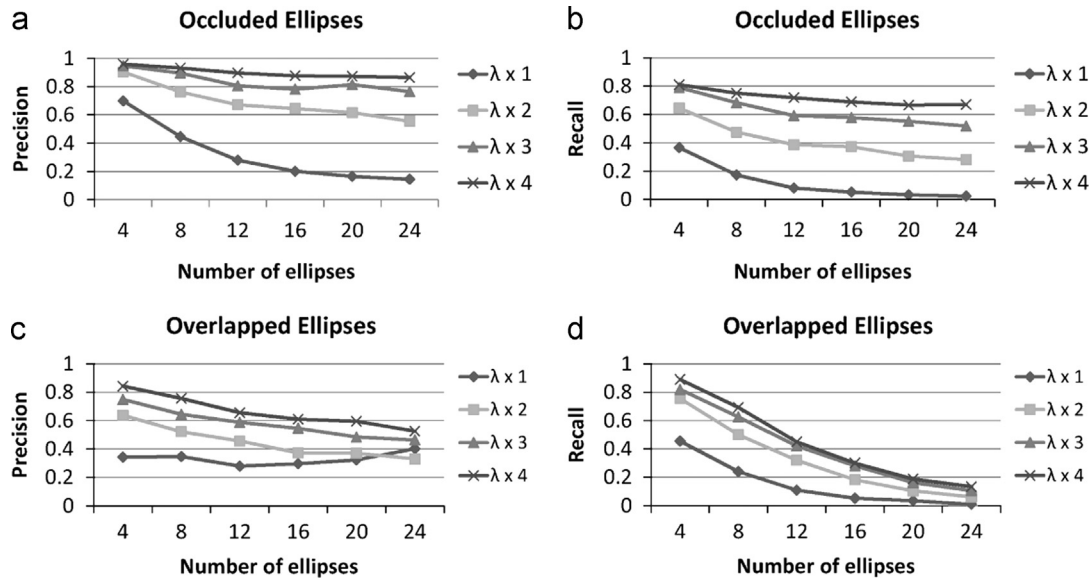 a
Occluded Ellipses
Precision
1
0.8
0.6
0.4
0.2
0
4 8 12 16 20 24
Number of ellipses
λ x 1
λ x 2
λ x 3
λ x 4
b
Occluded Ellipses
Recall
1
0.8
0.6
0.4
0.2
0
4 8 12 16 20 24
Number of ellipses
λ x 1
λ x 2
λ x 3
λ x 4
c
Overlapped Ellipses
Precision
1
0.8
0.6
0.4
0.2
0
4 8 12 16 20 24
Number of ellipses
λ x 1
λ x 2
λ x 3
λ x 4
d
Overlapped Ellipses
Recall
1
0.8
0.6
0.4
0.2
0
4 8 12 16 20 24
Number of ellipses
λ x 1
λ x 2
λ x 3
λ x 4